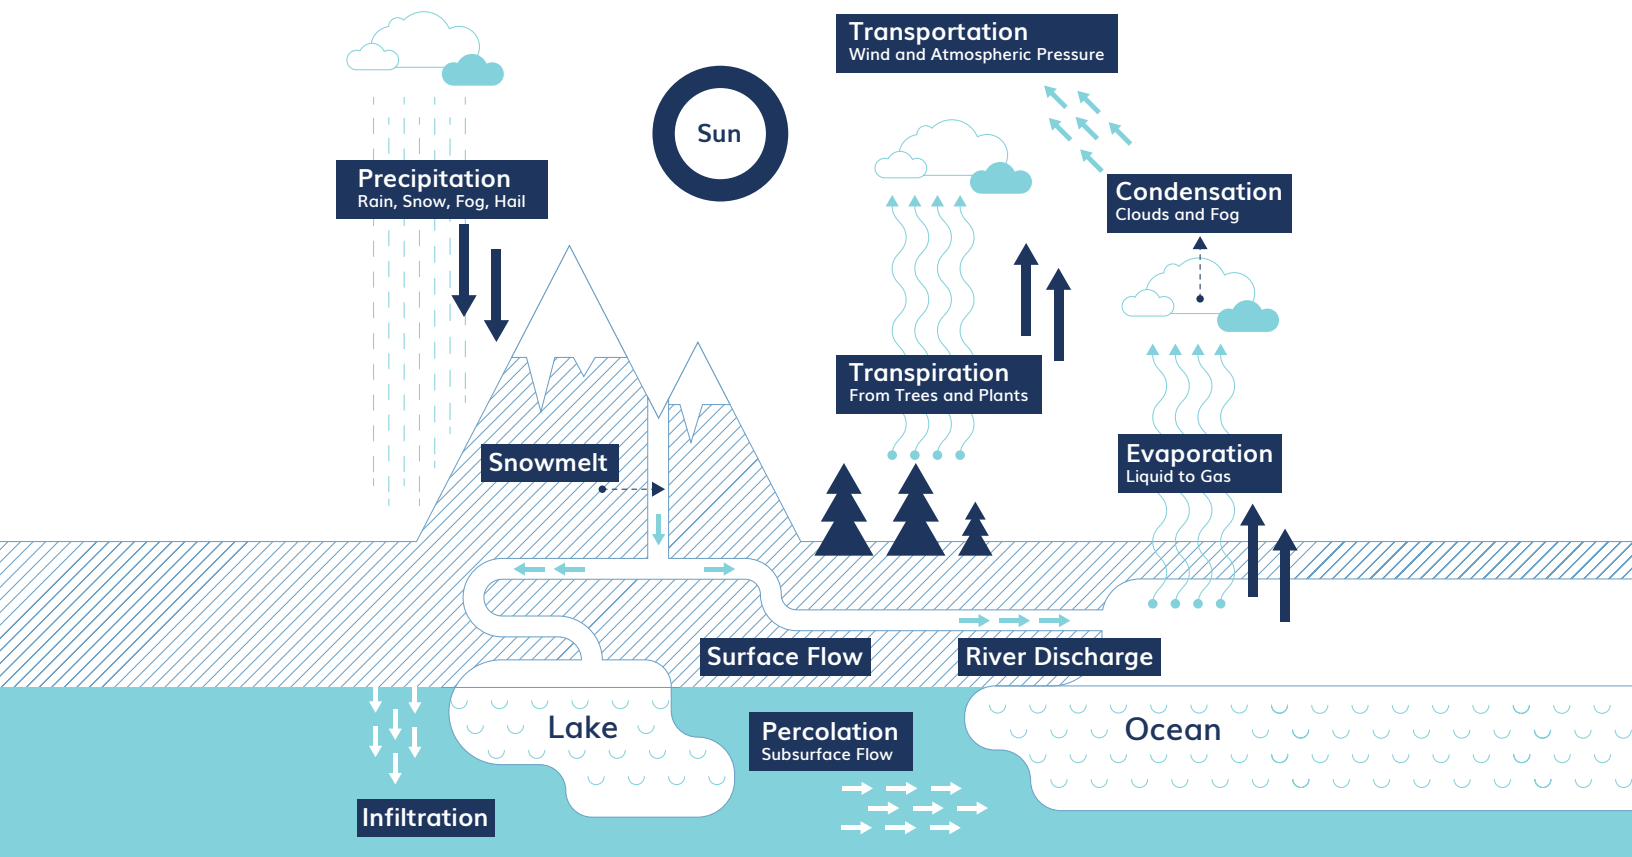 Transportation
Wind and Atmospheric Pressure
Sun
Precipitation
Rain, Snow, Fog, Hail
Condensation
Clouds and Fog
Transpiration
From Trees and Plants
Snowmelt
Evaporation
Liquid to Gas
Surface Flow
River Discharge
Lake
Percolation
Subsurface Flow
Ocean
Infiltration